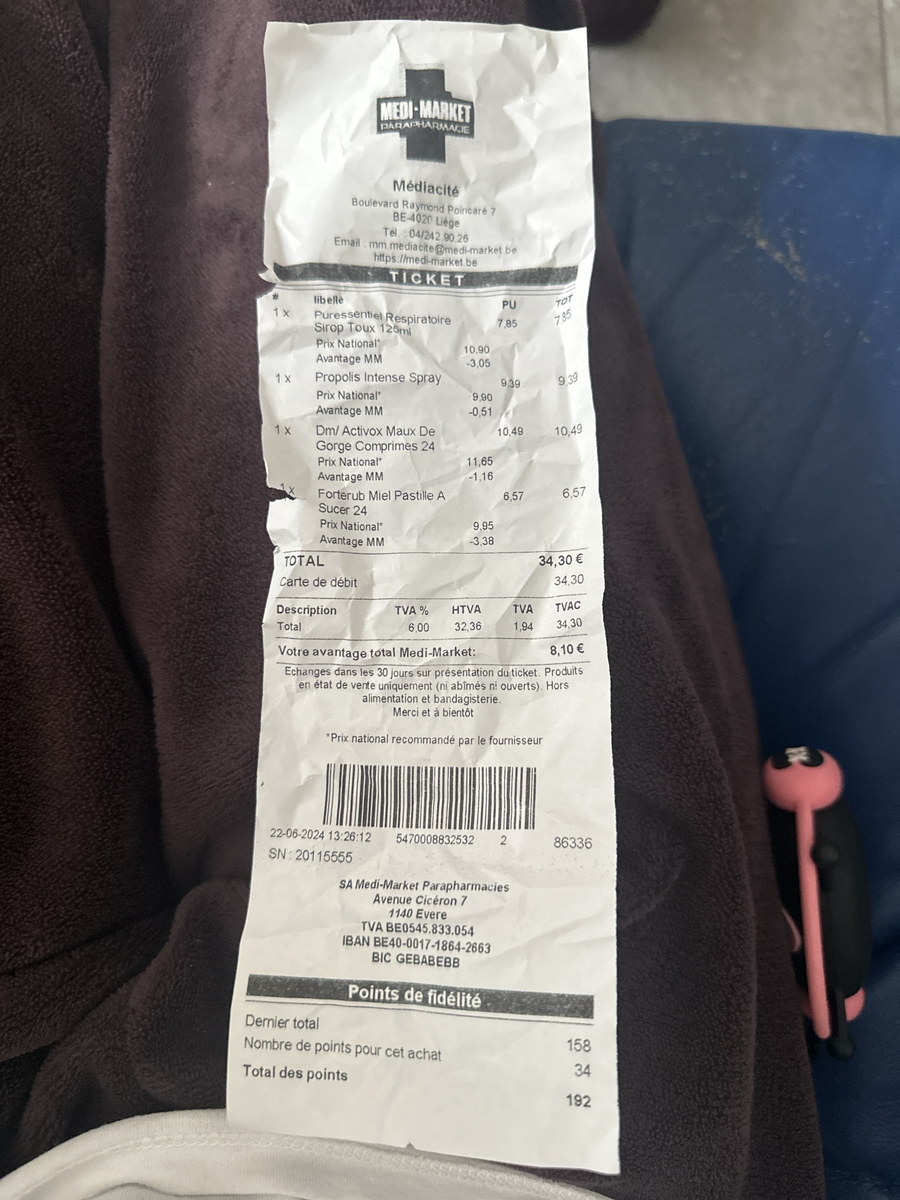 MEDI-MARKET
PARAPHARMACIE
Médiacité
Boulevard Raymond Poincaré 7
BE-4020 Liège
Tél. : 04/242.90.26
Email : mm.mediacite@medi-market.be
https://medi-market.be
TICKET
# libellé PU TOT
1 x Puressentiel Respiratoire 7,85 7,85
Sirop Toux 125ml
Prix National* 10,90
Avantage MM -3,05
1 x Propolis Intense Spray 9,39 9,39
Prix National* 9,90
Avantage MM -0,51
1 x Dm/ Activox Maux De 10,49 10,49
Gorge Comprimes 24
Prix National* 11,65
Avantage MM -1,16
1 x Forterub Miel Pastille A 6,57 6,57
Sucer 24
Prix National* 9,95
Avantage MM -3,38
TOTAL 34,30 €
Carte de débit 34,30
Description TVA % HTVA TVA TVAC
Total 6,00 32,36 1,94 34,30
Votre avantage total Medi-Market: 8,10 €
Echanges dans les 30 jours sur présentation du ticket. Produits
en état de vente uniquement (ni abîmés ni ouverts). Hors
alimentation et bandagisterie.
Merci et à bientôt
*Prix national recommandé par le fournisseur
22-06-2024 13:26:12 5470008832532 2 86336
SN : 20115555
SA Medi-Market Parapharmacies
Avenue Cicéron 7
1140 Evere
TVA BE0545.833.054
IBAN BE40-0017-1864-2663
BIC GEBABEBB
Points de fidélité
Dernier total 158
Nombre de points pour cet achat 34
Total des points 192